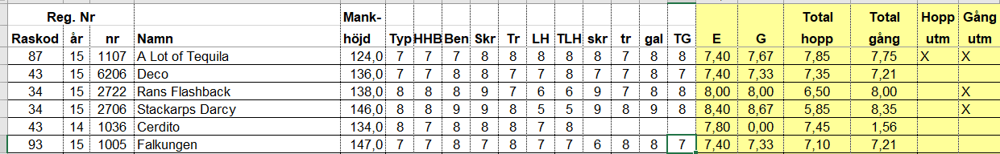 Reg. Nr Mank- Total Total Hopp Gång
Raskod år nr Namn höjd Typ HHB Ben Skr Tr LH TLH skr tr gal TG E G hopp gång utm utm
87 15 1107 A Lot of Tequila 124,0 7 7 7 8 8 8 8 8 7 8 8 7,40 7,67 7,85 7,75 X X
43 15 6206 Deco 136,0 7 7 8 8 7 7 8 7 7 8 7 7,40 7,33 7,35 7,21
34 15 2722 Rans Flashback 138,0 8 8 8 9 7 6 6 9 7 8 8 8,00 8,00 6,50 8,00 X
34 15 2706 Stackarps Darcy 146,0 8 8 9 9 8 5 5 9 8 9 8 8,40 8,67 5,85 8,35 X
43 14 1036 Cerdito 134,0 8 7 8 8 8 7 8 7,80 0,00 7,45 1,56
93 15 1005 Falkungen 147,0 7 7 8 7 8 7 7 6 8 8 7 7,40 7,33 7,10 7,21